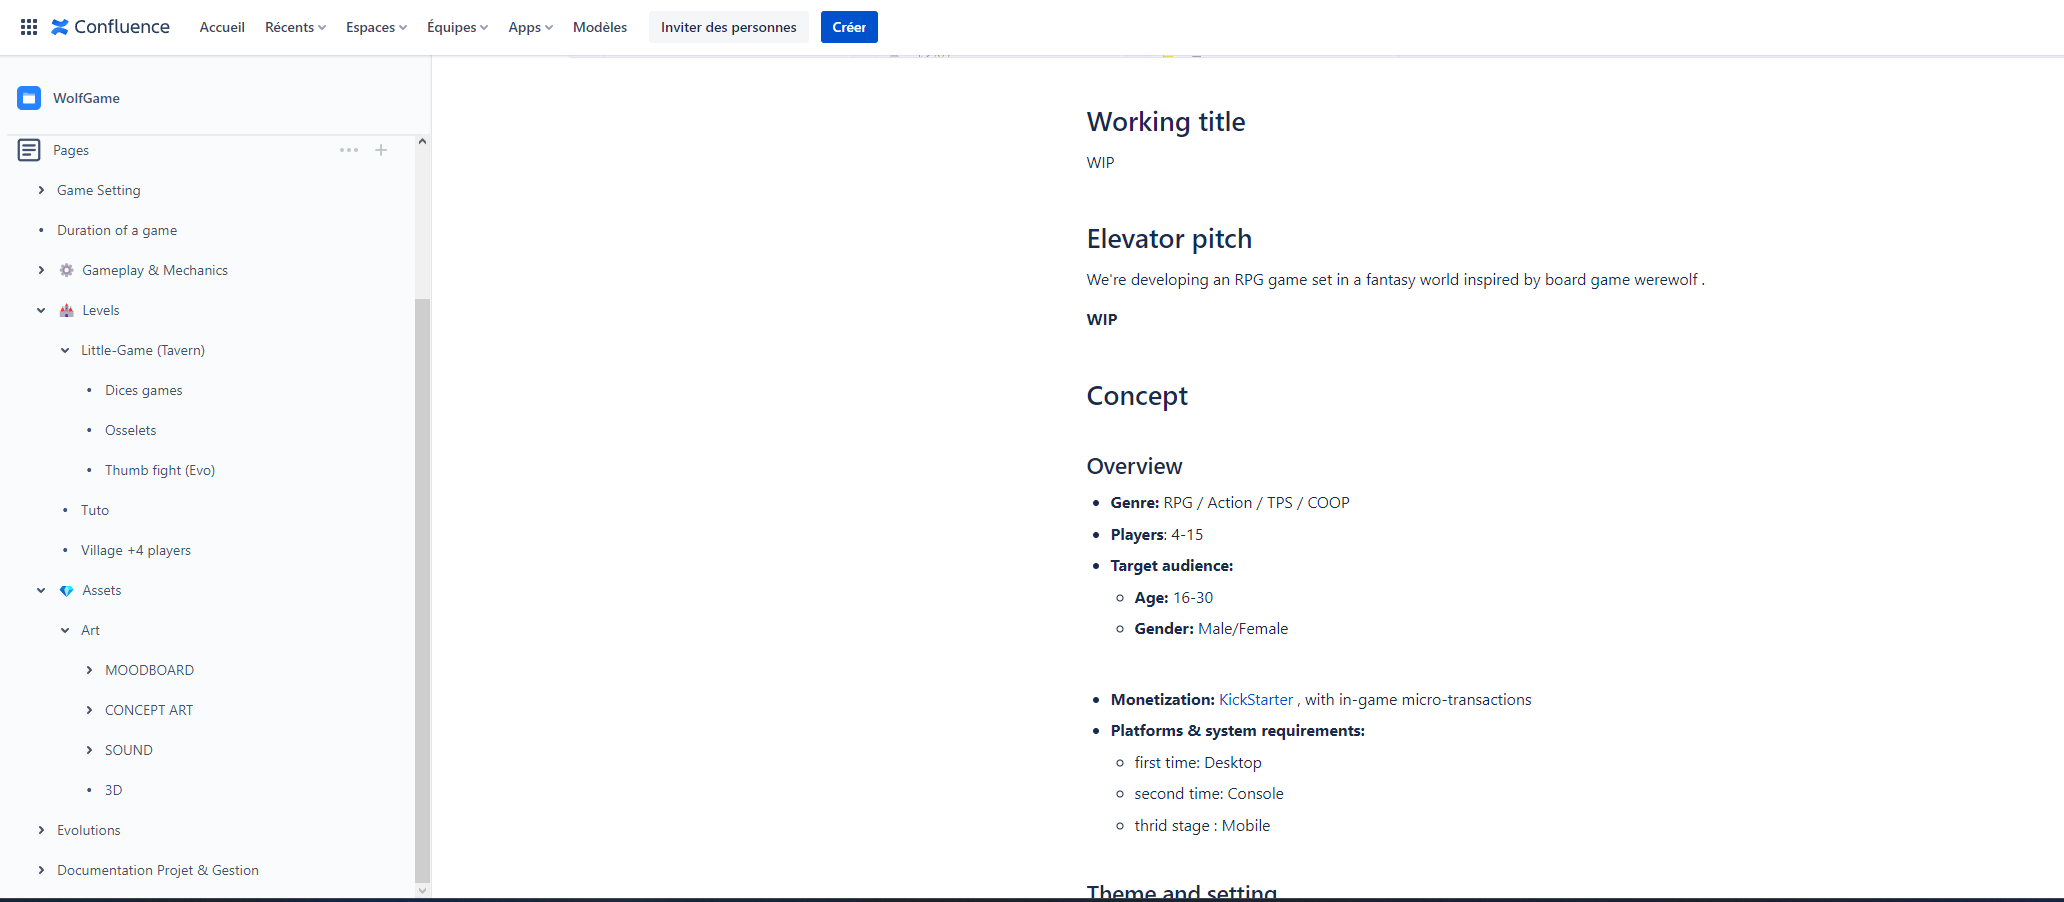 Confluence Accueil Récents Espaces Équipes Apps Modèles Inviter des personnes Créer
WolfGame
Pages
Game Setting
Duration of a game
Gameplay & Mechanics
Levels
Little-Game (Tavern)
Dices games
Osselets
Thumb fight (Evo)
Tuto
Village +4 players
Assets
Art
MOODBOARD
CONCEPT ART
SOUND
3D
Evolutions
Documentation Projet & Gestion
Working title
WIP
Elevator pitch
We're developing an RPG game set in a fantasy world inspired by board game werewolf .
WIP
Concept
Overview
Genre: RPG / Action / TPS / COOP
Players: 4-15
Target audience:
Age: 16-30
Gender: Male/Female
Monetization: KickStarter , with in-game micro-transactions
Platforms & system requirements:
first time: Desktop
second time: Console
thrid stage : Mobile
Theme and setting